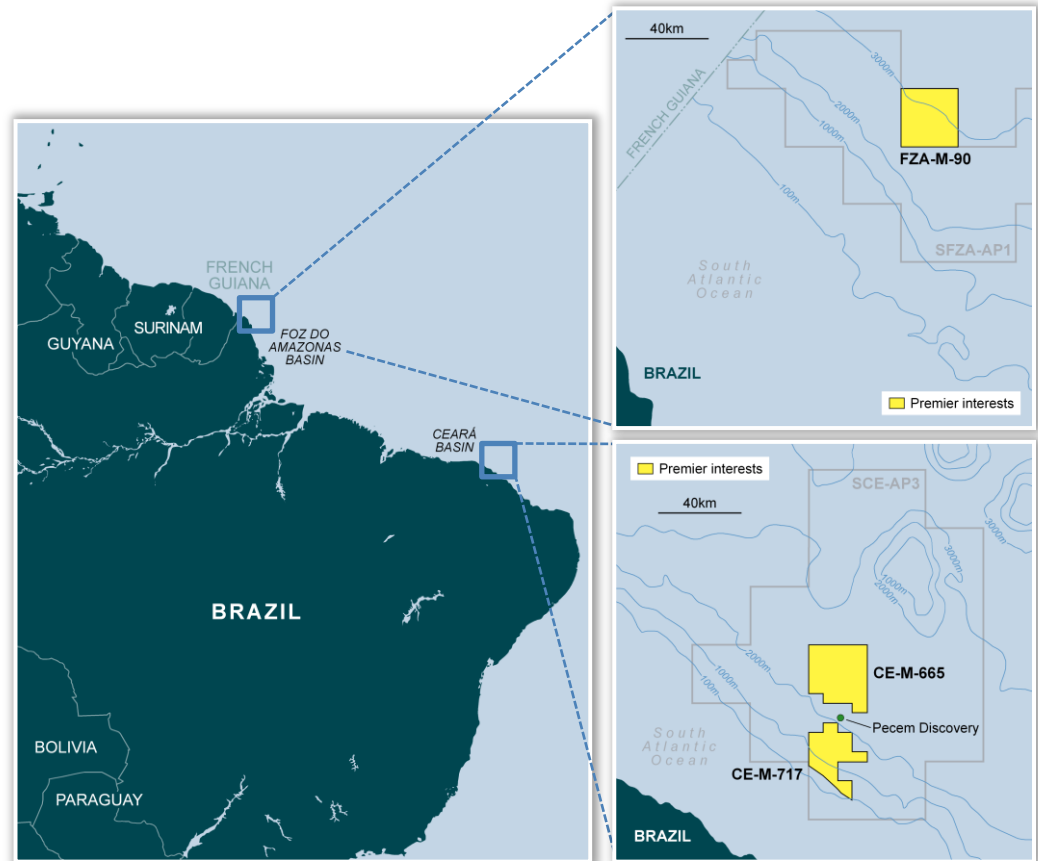 FRENCH
GUIANA
SURINAM
GUYANA
FOZ DO
AMAZONAS
BASIN
CEARÁ
BASIN
BRAZIL
BOLIVIA
PARAGUAY
40km
FRENCH GUIANA
3000m
2000m
1000m
100m
FZA-M-90
SFZA-AP1
South
Atlantic
Ocean
BRAZIL
Premier interests
Premier interests
SCE-AP3
40km
3000m
3000m
1000m
2000m
2000m
1000m
100m
CE-M-665
Pecem Discovery
South
Atlantic
Ocean
CE-M-717
BRAZIL